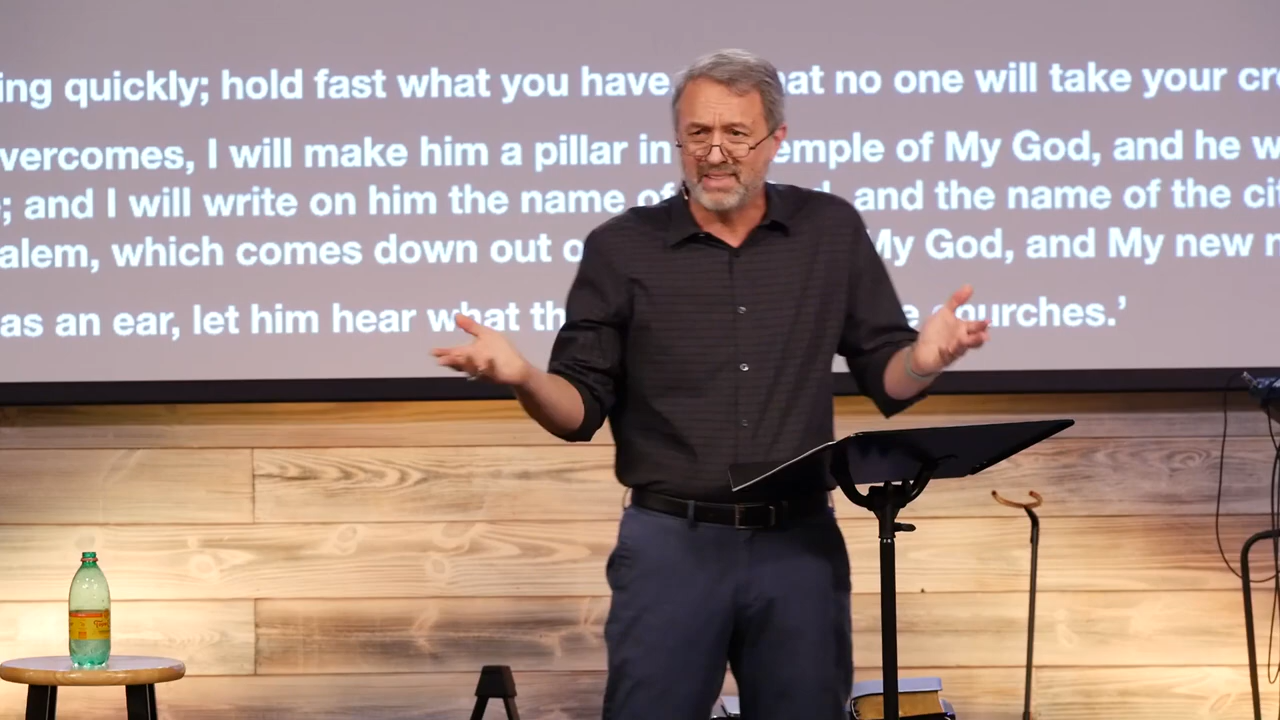 ing quickly; hold fast what you have hat no one will take your cr
vercomes, I will make him a pillar in emple of My God, and he w
; and I will write on him the name of and the name of the cit
alem, which comes down out o My God, and My new
as an ear, let him hear what th churches.’